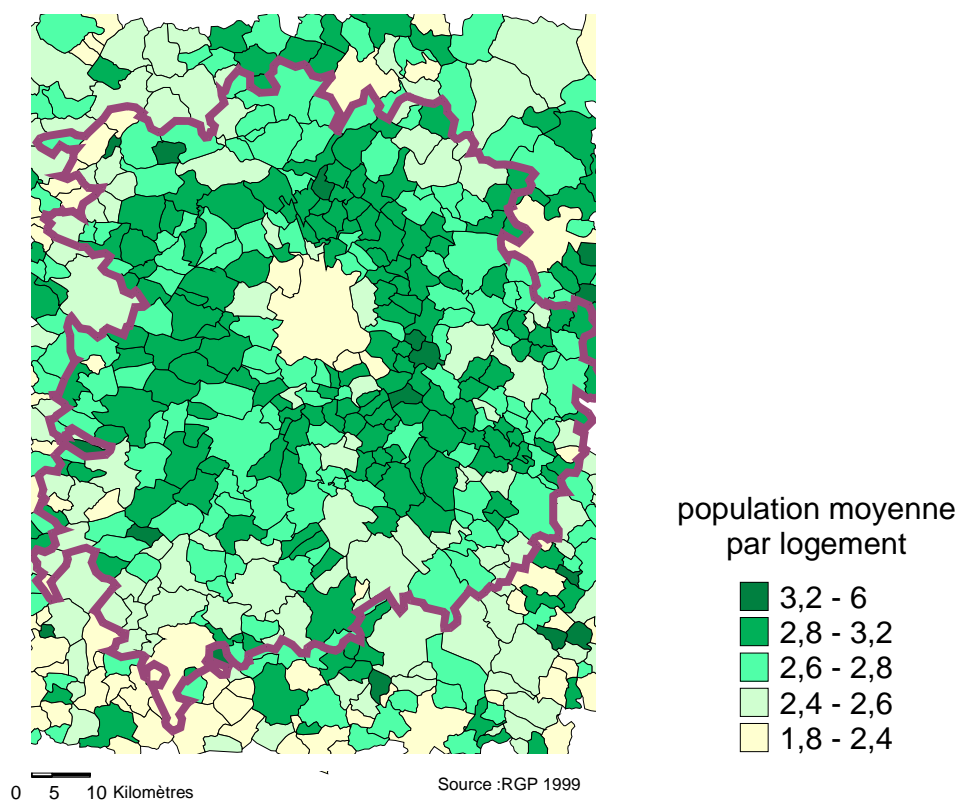 population moyenne
par logement
3,2 - 6
2,8 - 3,2
2,6 - 2,8
2,4 - 2,6
1,8 - 2,4
0 5 10 Kilomètres
Source :RGP 1999